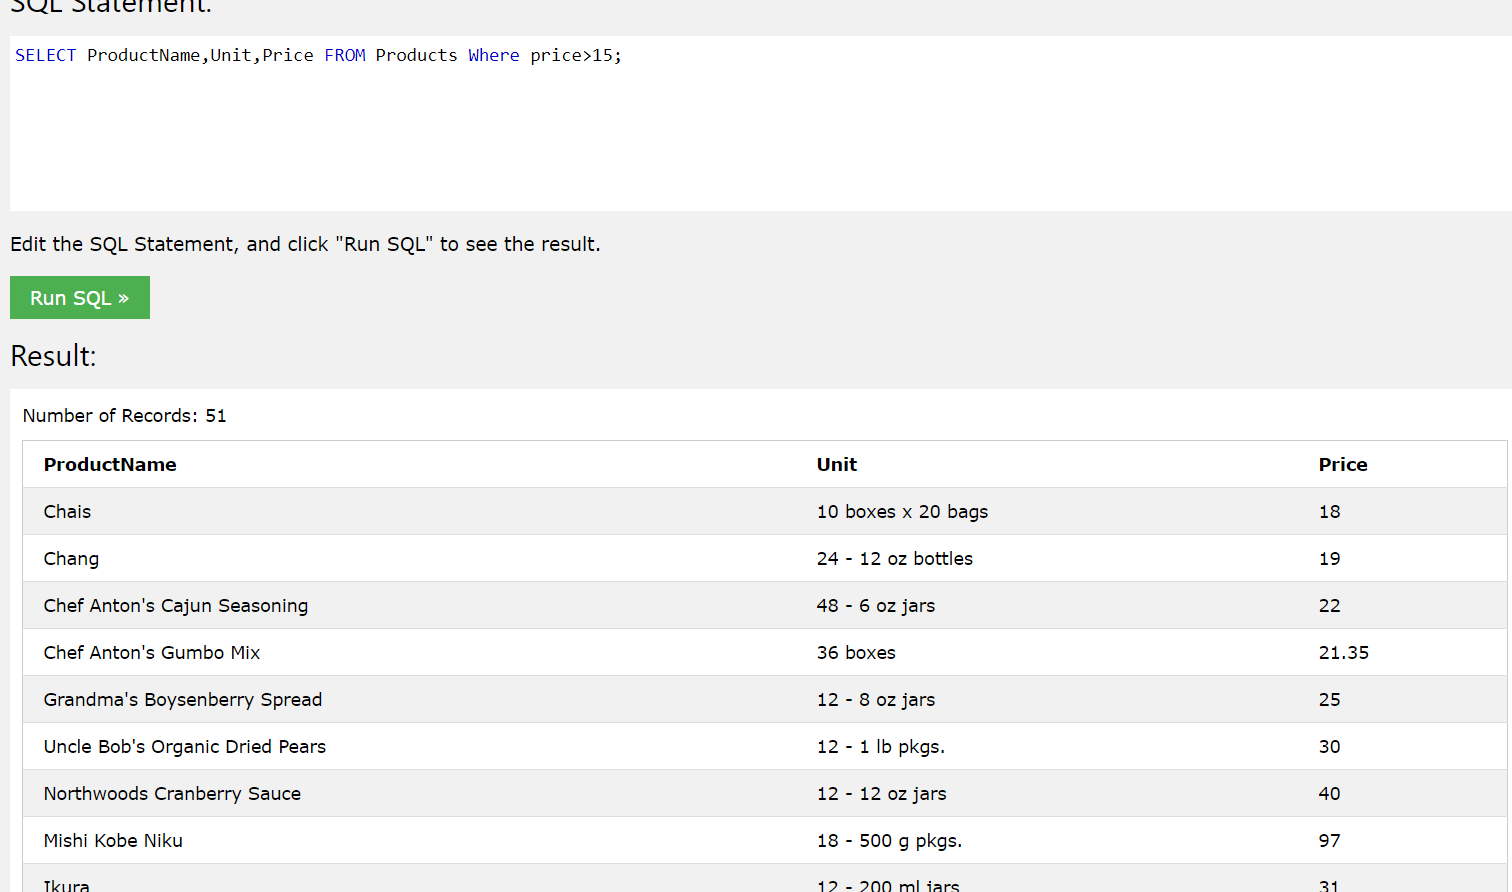 SQL Statement:
SELECT ProductName,Unit,Price FROM Products Where price>15;
Edit the SQL Statement, and click "Run SQL" to see the result.
Run SQL »
Result:
Number of Records: 51
ProductName Unit Price
Chais 10 boxes x 20 bags 18
Chang 24 - 12 oz bottles 19
Chef Anton's Cajun Seasoning 48 - 6 oz jars 22
Chef Anton's Gumbo Mix 36 boxes 21.35
Grandma's Boysenberry Spread 12 - 8 oz jars 25
Uncle Bob's Organic Dried Pears 12 - 1 lb pkgs. 30
Northwoods Cranberry Sauce 12 - 12 oz jars 40
Mishi Kobe Niku 18 - 500 g pkgs. 97
Ikura 12 - 200 ml jars 31